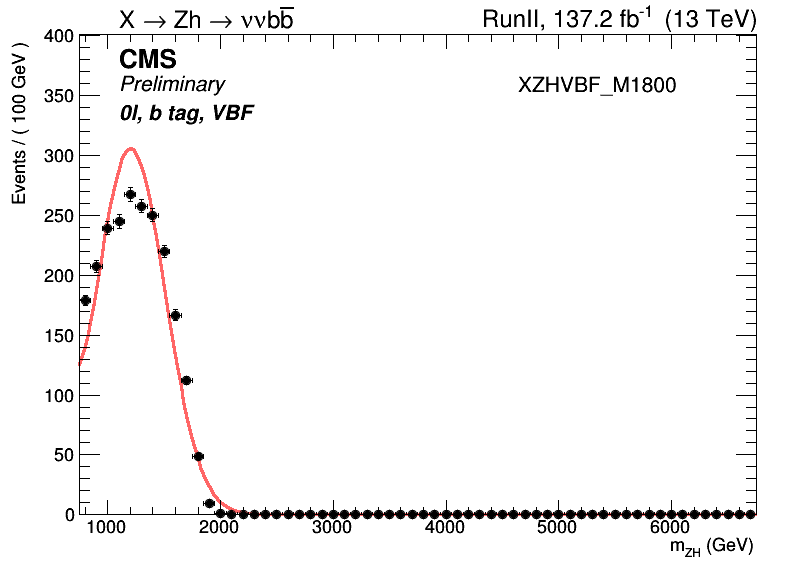 X → Zh → ννbb̅
RunII, 137.2 fb⁻¹ (13 TeV)
CMS
Preliminary
0l, b tag, VBF
XZHVBF_M1800
Events / ( 100 GeV )
400
350
300
250
200
150
100
50
0
1000 2000 3000 4000 5000 6000
m_ZH (GeV)